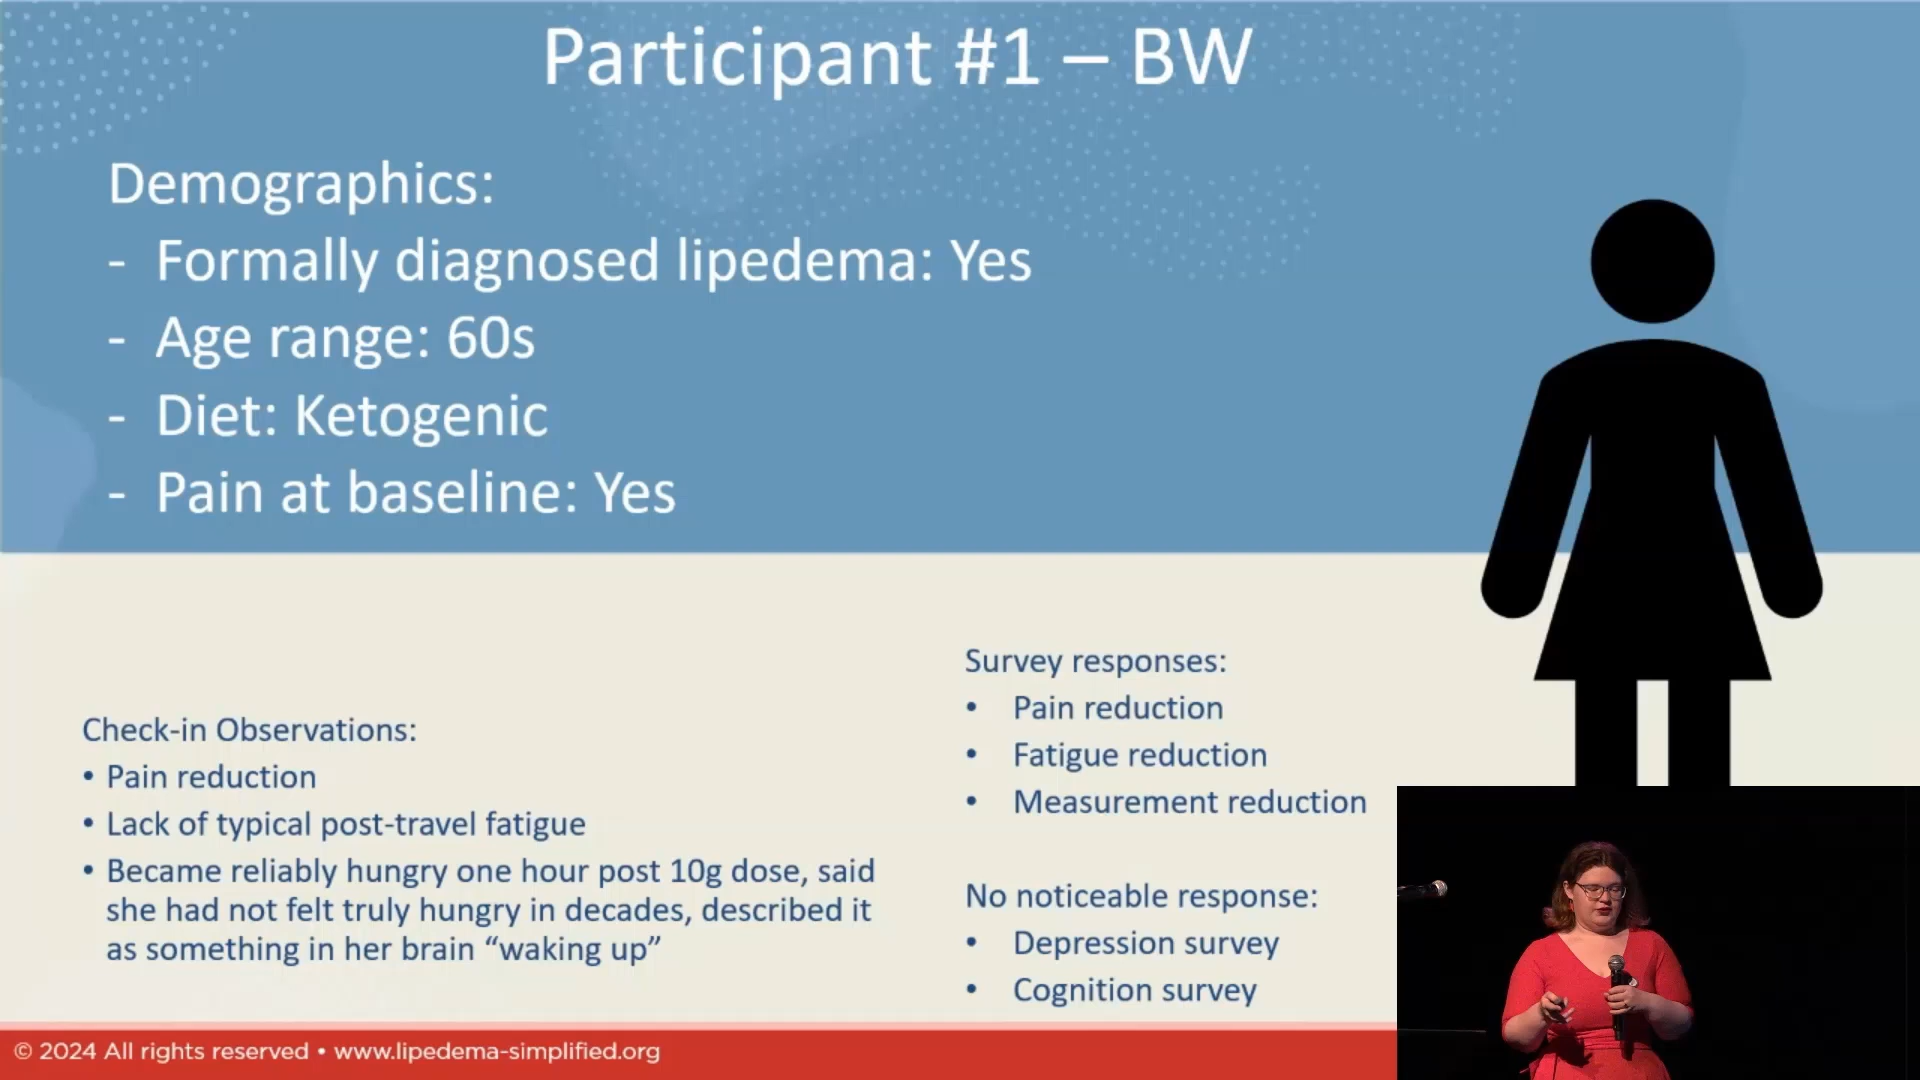 Participant #1 – BW
Demographics:
- Formally diagnosed lipedema: Yes
- Age range: 60s
- Diet: Ketogenic
- Pain at baseline: Yes
Check-in Observations:
• Pain reduction
• Lack of typical post-travel fatigue
• Became reliably hungry one hour post 10g dose, said
she had not felt truly hungry in decades, described it
as something in her brain “waking up”
Survey responses:
• Pain reduction
• Fatigue reduction
• Measurement reduction
No noticeable response:
• Depression survey
• Cognition survey
© 2024 All rights reserved • www.lipedema-simplified.org